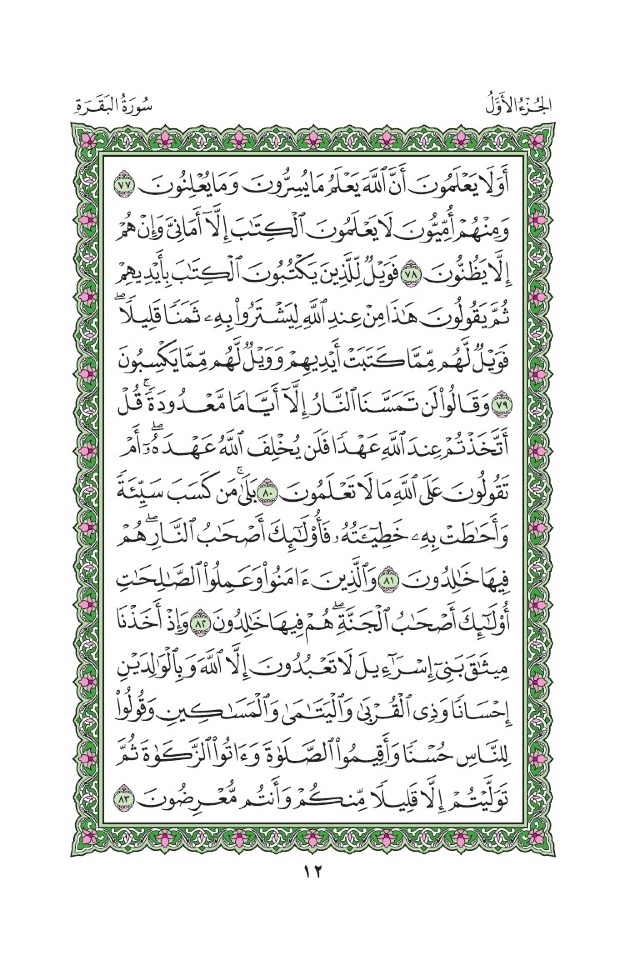 الجُزْءُ الأَوَّلُ
سُورَةُ البَقَرَةِ
أَوَلَا يَعْلَمُونَ أَنَّ ٱللَّهَ يَعْلَمُ مَا يُسِرُّونَ وَمَا يُعْلِنُونَ ٧٧
وَمِنْهُمْ أُمِّيُّونَ لَا يَعْلَمُونَ ٱلْكِتَٰبَ إِلَّآ أَمَانِيَّ وَإِنْ هُمْ
إِلَّا يَظُنُّونَ ٧٨ فَوَيْلٌ لِّلَّذِينَ يَكْتُبُونَ ٱلْكِتَٰبَ بِأَيْدِيهِمْ
ثُمَّ يَقُولُونَ هَٰذَا مِنْ عِندِ ٱللَّهِ لِيَشْتَرُوا۟ بِهِۦ ثَمَنًا قَلِيلًا ۖ
فَوَيْلٌ لَّهُم مِّمَّا كَتَبَتْ أَيْدِيهِمْ وَوَيْلٌ لَّهُم مِّمَّا يَكْسِبُونَ
٧٩ وَقَالُوا۟ لَن تَمَسَّنَا ٱلنَّارُ إِلَّآ أَيَّامًا مَّعْدُودَةً ۚ قُلْ
أَتَّخَذْتُمْ عِندَ ٱللَّهِ عَهْدًا فَلَن يُخْلِفَ ٱللَّهُ عَهْدَهُۥٓ ۖ أَمْ
تَقُولُونَ عَلَى ٱللَّهِ مَا لَا تَعْلَمُونَ ٨٠ بَلَىٰ ۚ مَن كَسَبَ سَيِّئَةً
وَأَحَٰطَتْ بِهِۦ خَطِيٓـَٔتُهُۥ فَأُو۟لَٰٓئِكَ أَصْحَٰبُ ٱلنَّارِ ۖ هُمْ
فِيهَا خَٰلِدُونَ ٨١ وَٱلَّذِينَ ءَامَنُوا۟ وَعَمِلُوا۟ ٱلصَّٰلِحَٰتِ
أُو۟لَٰٓئِكَ أَصْحَٰبُ ٱلْجَنَّةِ ۖ هُمْ فِيهَا خَٰلِدُونَ ٨٢ وَإِذْ أَخَذْنَا
مِيثَٰقَ بَنِىٓ إِسْرَٰٓءِيلَ لَا تَعْبُدُونَ إِلَّا ٱللَّهَ وَبِٱلْوَٰلِدَيْنِ
إِحْسَانًا وَذِى ٱلْقُرْبَىٰ وَٱلْيَتَٰمَىٰ وَٱلْمَسَٰكِينِ وَقُولُوا۟
لِلنَّاسِ حُسْنًا وَأَقِيمُوا۟ ٱلصَّلَوٰةَ وَءَاتُوا۟ ٱلزَّكَوٰةَ ثُمَّ
تَوَلَّيْتُمْ إِلَّا قَلِيلًا مِّنكُمْ وَأَنتُم مُّعْرِضُونَ ٨٣
١٢